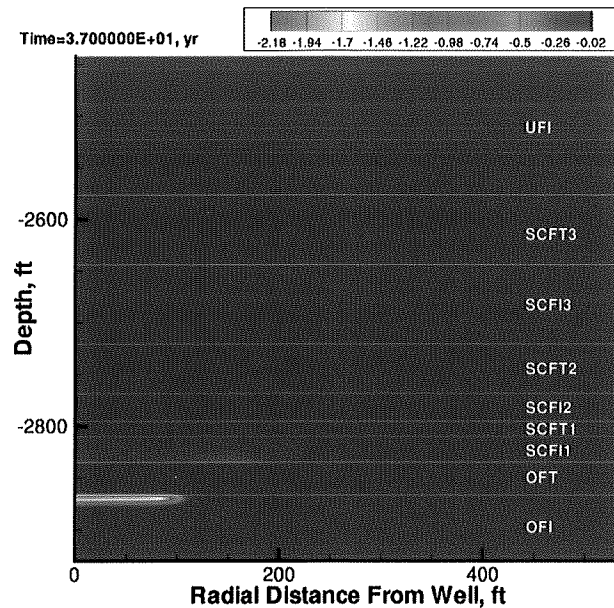 Time=3.700000E+01, yr
-2.18 -1.94 -1.7 -1.46 -1.22 -0.98 -0.74 -0.5 -0.26 -0.02
UFI
-2600
SCFT3
SCFI3
Depth, ft
SCFT2
SCFI2
-2800
SCFT1
SCFI1
OFT
OFI
0 200 400
Radial Distance From Well, ft